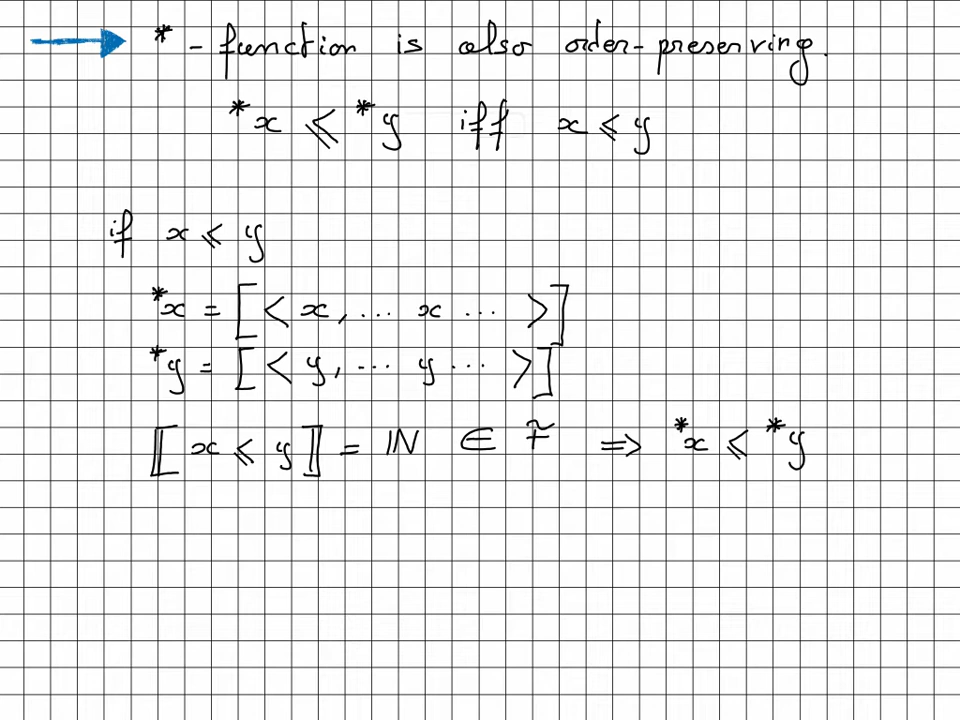 * - function is also order-preserving.
*x ⩽ *y iff x ⩽ y
if x ⩽ y
*x = [< x, ... x ... >]
*y = [< y, ... y ... >]
⟦ x ⩽ y ⟧ = ℕ ∈ F̃ ⇒ *x ⩽ *y